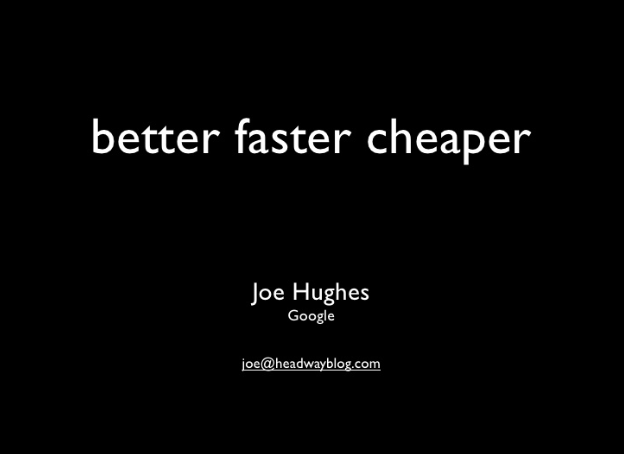 better faster cheaper
Joe Hughes
Google
joe@headwayblog.com